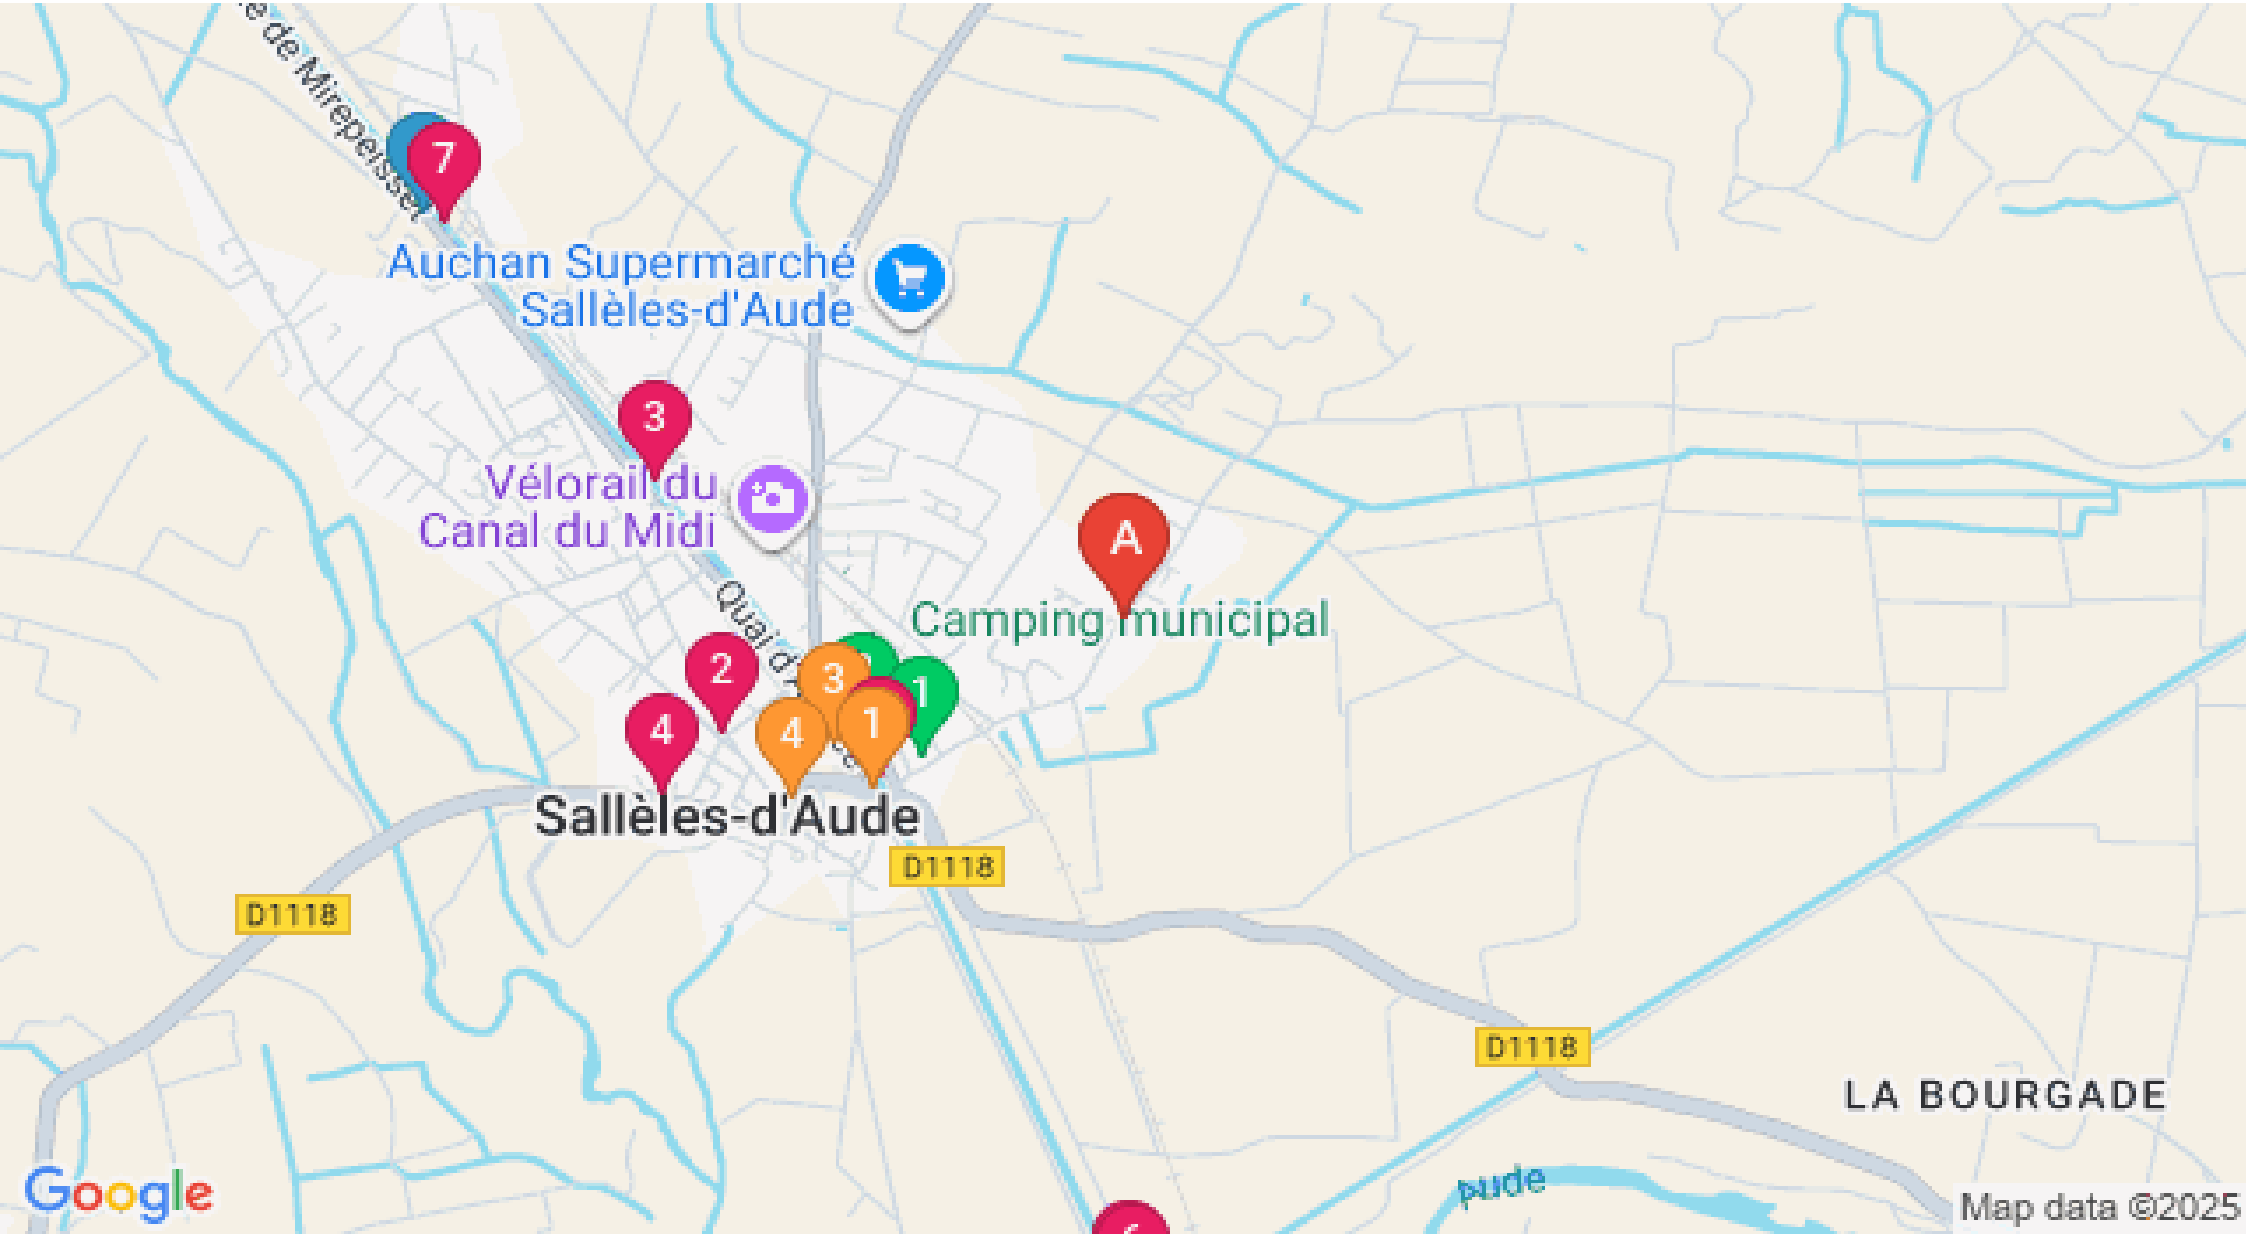 de Mirepeisset
7
Auchan Supermarché
Sallèles-d'Aude
3
Vélorail du
Canal du Midi
A
Quai d'
Camping municipal
2
3
1
4
4
1
Sallèles-d'Aude
D1118
D1118
D1118
LA BOURGADE
Aude
Google
Map data ©2025